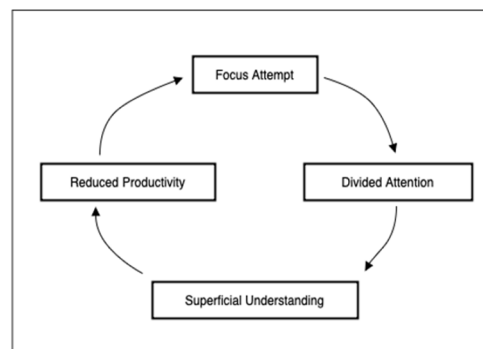 Focus Attempt
Reduced Productivity
Divided Attention
Superficial Understanding